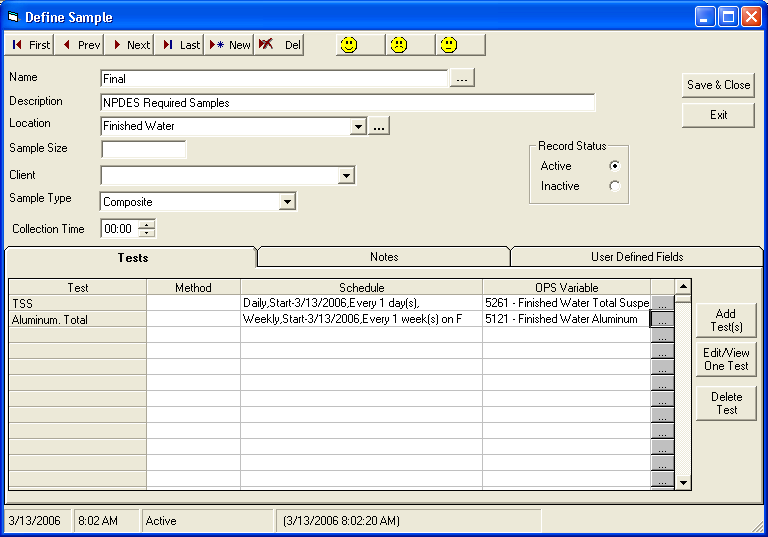 Define Sample
First Prev Next Last New Del
Name Final ...
Description NPDES Required Samples
Location Finished Water ...
Sample Size
Client
Sample Type Composite
Collection Time 00:00
Save & Close
Exit
Record Status
Active
Inactive
Tests Notes User Defined Fields
Test Method Schedule OPS Variable
TSS Daily,Start-3/13/2006,Every 1 day(s), 5261 - Finished Water Total Suspe ...
Aluminum. Total Weekly,Start-3/13/2006,Every 1 week(s) on F 5121 - Finished Water Aluminum ...
...
...
...
...
...
...
...
...
...
...
Add
Test(s)
Edit/View
One Test
Delete
Test
3/13/2006 8:02 AM Active (3/13/2006 8:02:20 AM)